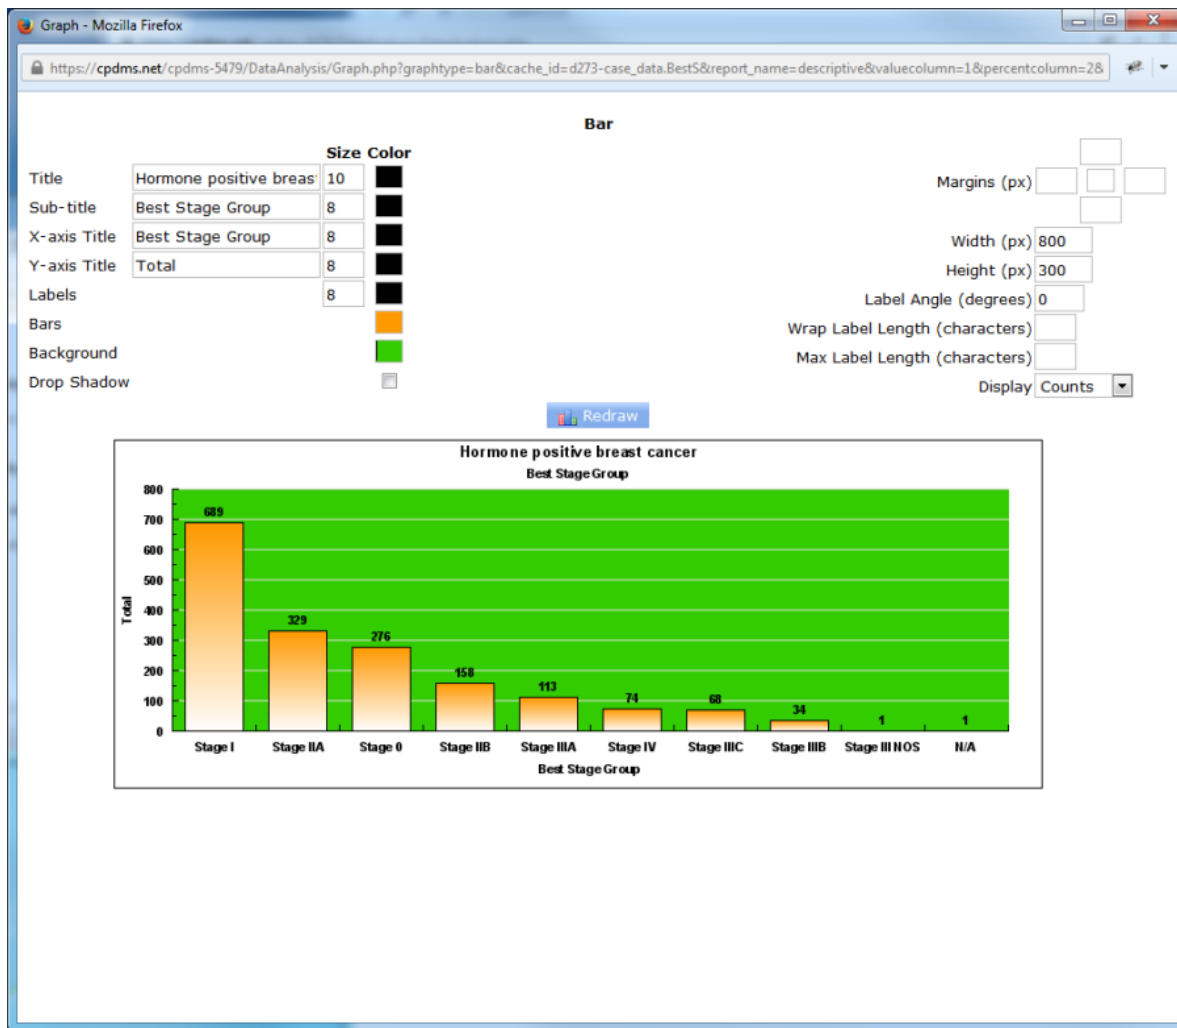 Graph - Mozilla Firefox
https://cpdms.net/cpdms-5479/DataAnalysis/Graph.php?graphtype=bar&cache_id=d273-case_data.BestS&report_name=descriptive&valuecolumn=1&percentcolumn=2&
Bar
Size Color
Title Hormone positive breas 10
Sub-title Best Stage Group 8
X-axis Title Best Stage Group 8
Y-axis Title Total 8
Labels 8
Bars
Background
Drop Shadow
Margins (px)
Width (px) 800
Height (px) 300
Label Angle (degrees) 0
Wrap Label Length (characters)
Max Label Length (characters)
Display Counts
Redraw
Hormone positive breast cancer
Best Stage Group
800
700
600
500
400
300
200
100
0
Total
689
329
276
158
113
74
68
34
1
1
Stage I Stage IIA Stage 0 Stage IIB Stage IIIA Stage IV Stage IIIC Stage IIIB Stage III NOS N/A
Best Stage Group